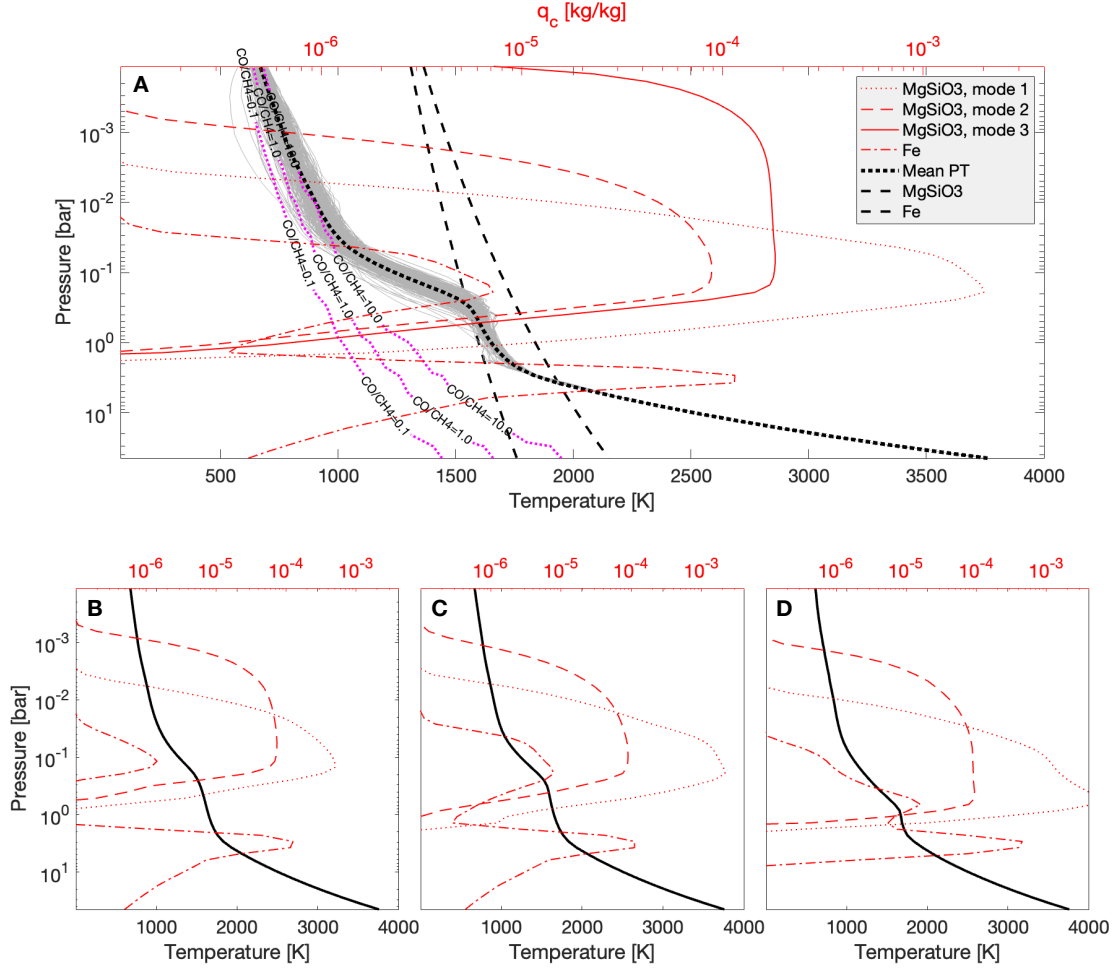 q_c [kg/kg]
10^-6 10^-5 10^-4 10^-3
A
MgSiO3, mode 1
MgSiO3, mode 2
MgSiO3, mode 3
Fe
Mean PT
MgSiO3
Fe
CO/CH4=0.1
CO/CH4=1.0
CO/CH4=10.0
CO/CH4=0.1
CO/CH4=1.0
CO/CH4=10.0
CO/CH4=0.1
CO/CH4=1.0
CO/CH4=10.0
Pressure [bar]
10^-3
10^-2
10^-1
10^0
10^1
500 1000 1500 2000 2500 3000 3500 4000
Temperature [K]
10^-6 10^-5 10^-4 10^-3
B
Pressure [bar]
10^-3
10^-2
10^-1
10^0
10^1
1000 2000 3000 4000
Temperature [K]
10^-6 10^-5 10^-4 10^-3
C
1000 2000 3000 4000
Temperature [K]
10^-6 10^-5 10^-4 10^-3
D
1000 2000 3000 4000
Temperature [K]